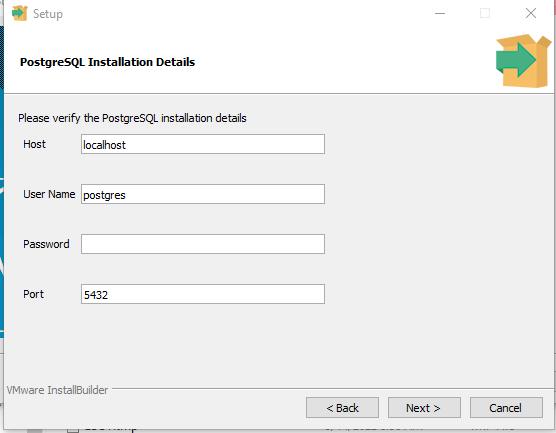 Setup
PostgreSQL Installation Details
Please verify the PostgreSQL installation details
Host localhost
User Name postgres
Password
Port 5432
VMware InstallBuilder
< Back Next > Cancel